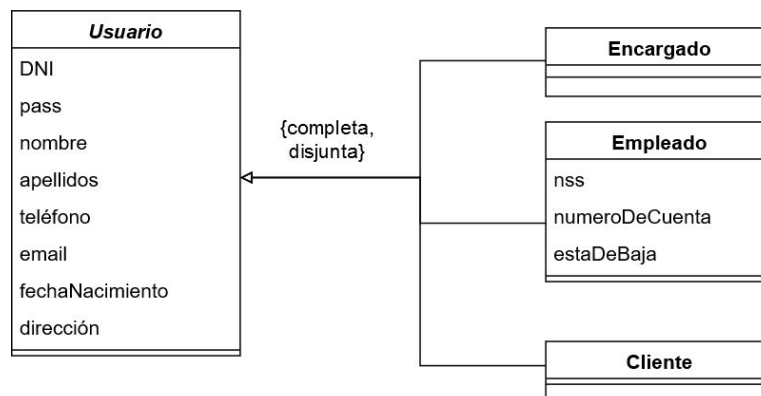 Usuario
DNI
pass
nombre
apellidos
teléfono
email
fechaNacimiento
dirección
{completa,
disjunta}
Encargado
Empleado
nss
numeroDeCuenta
estaDeBaja
Cliente